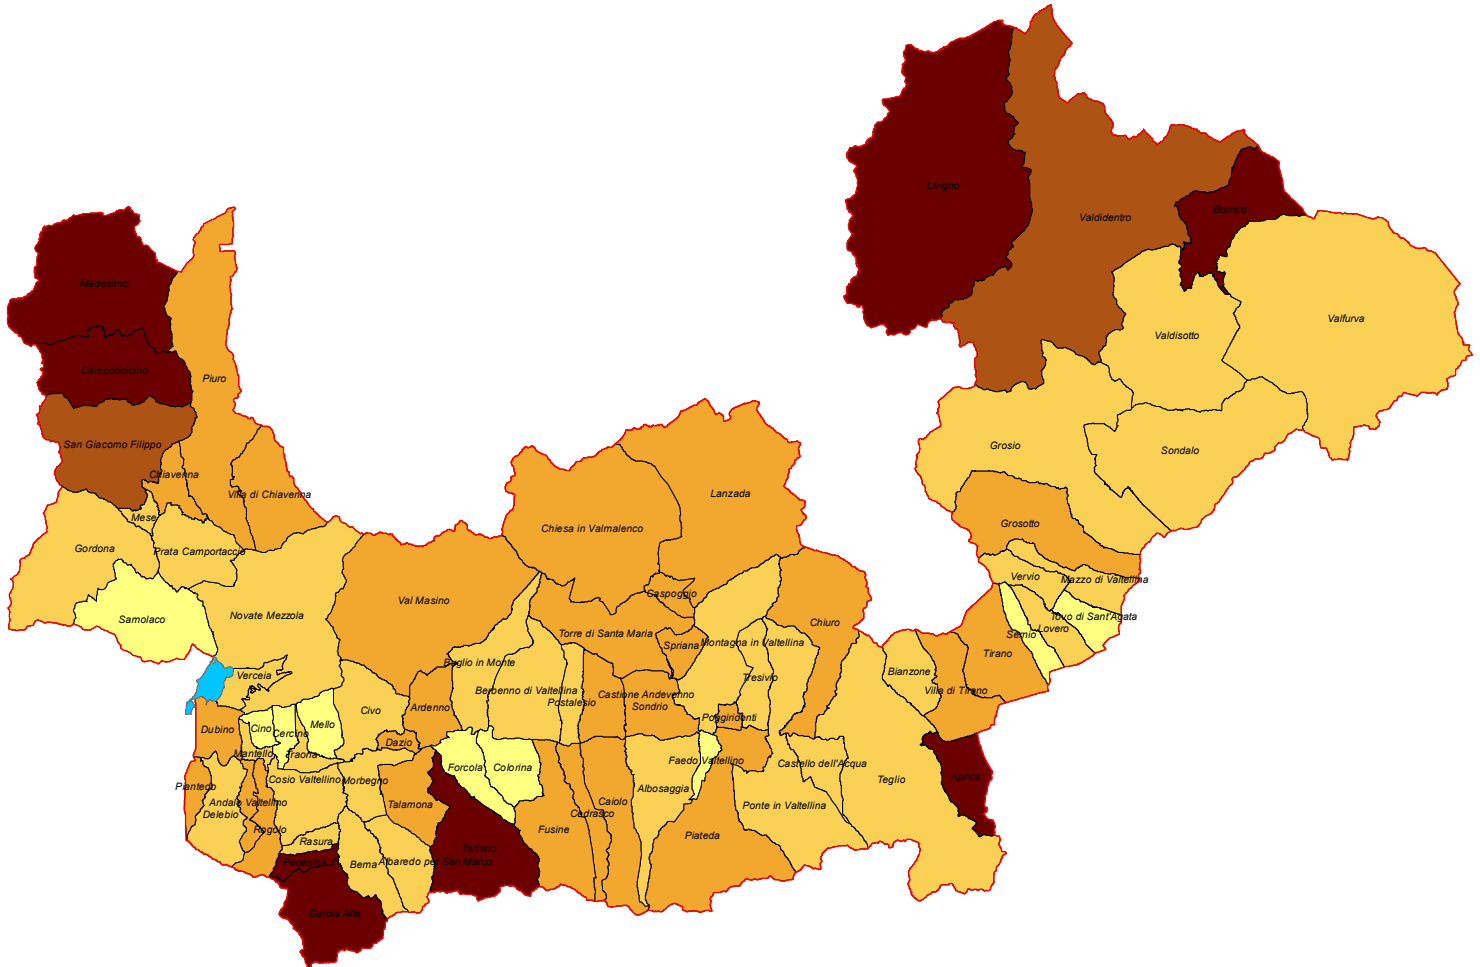 Livigno
Valdidentro
Bormio
Madesimo
Valfurva
Valdisotto
Campodolcino
Piuro
San Giacomo Filippo
Grosio
Sondalo
Chiavenna
Villa di Chiavenna
Lanzada
Mese
Chiesa in Valmalenco
Grosotto
Gordona
Prata Camportaccio
Vervio
Mazzo di Valtellina
Caspoggio
Val Masino
Samolaco
Novate Mezzola
Tovo di Sant'Agata
Chiuro
Lovero
Sernio
Torre di Santa Maria
Spriana
Montagna in Valtellina
Tirano
Buglio in Monte
Bianzone
Verceia
Tresivio
Berbenno di Valtellina
Villa di Tirano
Castione Andevenno
Postalesio
Sondrio
Ardenno
Civo
Poggiridenti
Mello
Dubino
Cino
Cercino
Dazio
Mantello
Traona
Faedo Valtellino
Castello dell'Acqua
Forcola
Colorina
Aprica
Teglio
Cosio Valtellino
Morbegno
Piantedo
Albosaggia
Andalo Valtellino
Caiolo
Talamona
Ponte in Valtellina
Delebio
Cedrasco
Rogolo
Fusine
Piateda
Rasura
Tartano
Pedesina
Bema
Albaredo per San Marco
Gerola Alta